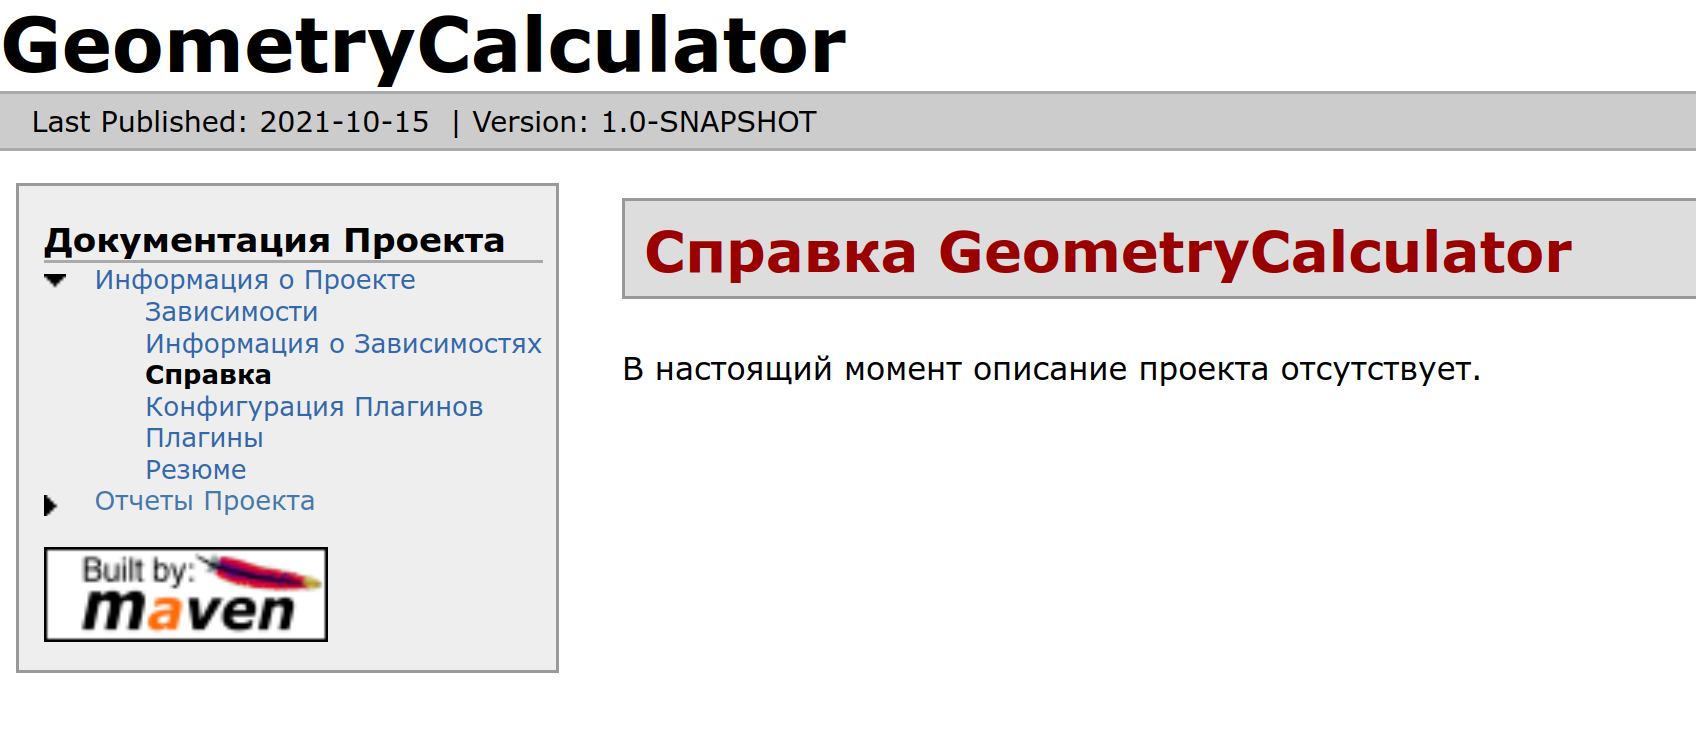 GeometryCalculator
Last Published: 2021-10-15 | Version: 1.0-SNAPSHOT
Документация Проекта
Информация о Проекте
Зависимости
Информация о Зависимостях
Справка
Конфигурация Плагинов
Плагины
Резюме
Отчеты Проекта
Built by:
maven
Справка GeometryCalculator
В настоящий момент описание проекта отсутствует.